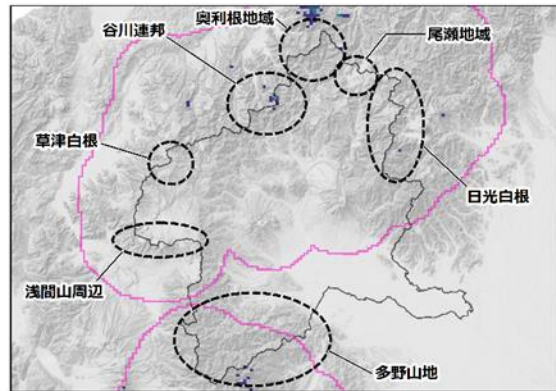 奥利根地域
谷川連邦
尾瀬地域
草津白根
日光白根
浅間山周辺
多野山地